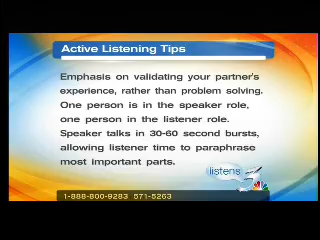 Active Listening Tips
Emphasis on validating your partner's
experience, rather than problem solving.
One person is in the speaker role,
one person in the listener role.
Speaker talks in 30-60 second bursts,
allowing listener time to paraphrase
most important parts.
listens
1-888-800-9283 571-5263